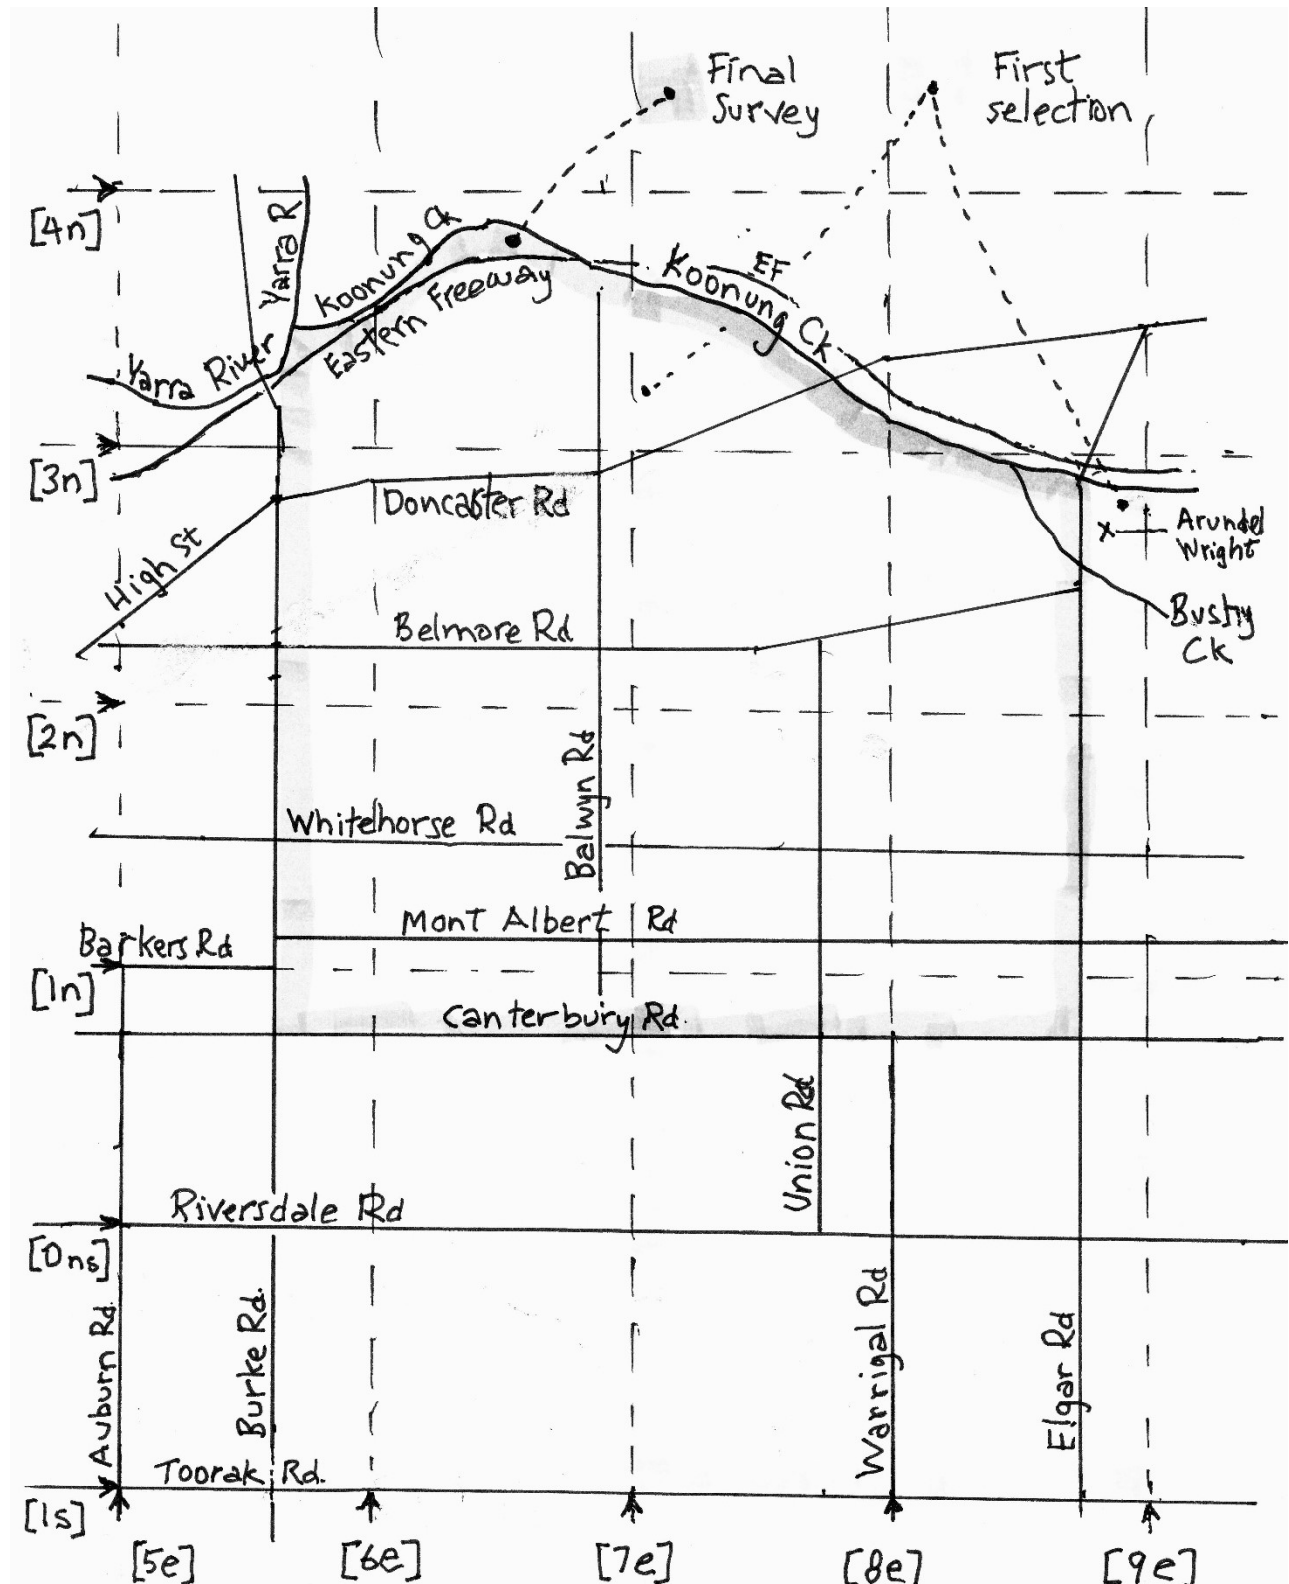 Final
Survey
First
selection
[4n]
Yarra R
Koonung Ck
EF
Koonung Ck
Eastern Freeway
Yarra River
[3n]
Doncaster Rd
High St
Arundel
Wright
X
Belmore Rd
Bushy
Ck
[2n]
Balwyn Rd
Whitehorse Rd
Mont Albert Rd
Barkers Rd
[1n]
Canterbury Rd.
Union Rd
Riversdale Rd
[0ns]
Auburn Rd.
Burke Rd.
Warrigal Rd
Elgar Rd
Toorak Rd.
[1s]
[5e]
[6e]
[7e]
[8e]
[9e]